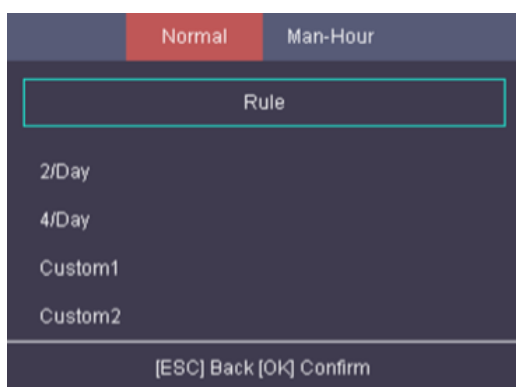 Normal Man-Hour
Rule
2/Day
4/Day
Custom1
Custom2
[ESC] Back [OK] Confirm